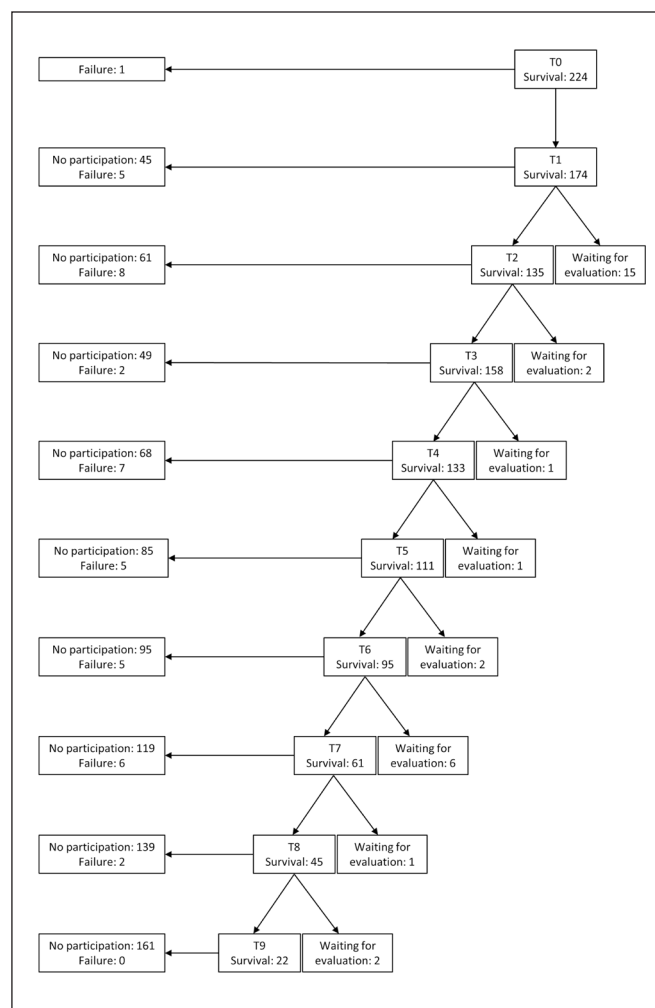 Failure: 1
T0
Survival: 224
No participation: 45
Failure: 5
T1
Survival: 174
No participation: 61
Failure: 8
T2
Survival: 135
Waiting for
evaluation: 15
No participation: 49
Failure: 2
T3
Survival: 158
Waiting for
evaluation: 2
No participation: 68
Failure: 7
T4
Survival: 133
Waiting for
evaluation: 1
No participation: 85
Failure: 5
T5
Survival: 111
Waiting for
evaluation: 1
No participation: 95
Failure: 5
T6
Survival: 95
Waiting for
evaluation: 2
No participation: 119
Failure: 6
T7
Survival: 61
Waiting for
evaluation: 6
No participation: 139
Failure: 2
T8
Survival: 45
Waiting for
evaluation: 1
No participation: 161
Failure: 0
T9
Survival: 22
Waiting for
evaluation: 2